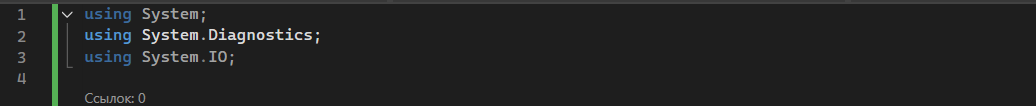 1 using System;
2 using System.Diagnostics;
3 using System.IO;
4
Ссылок: 0